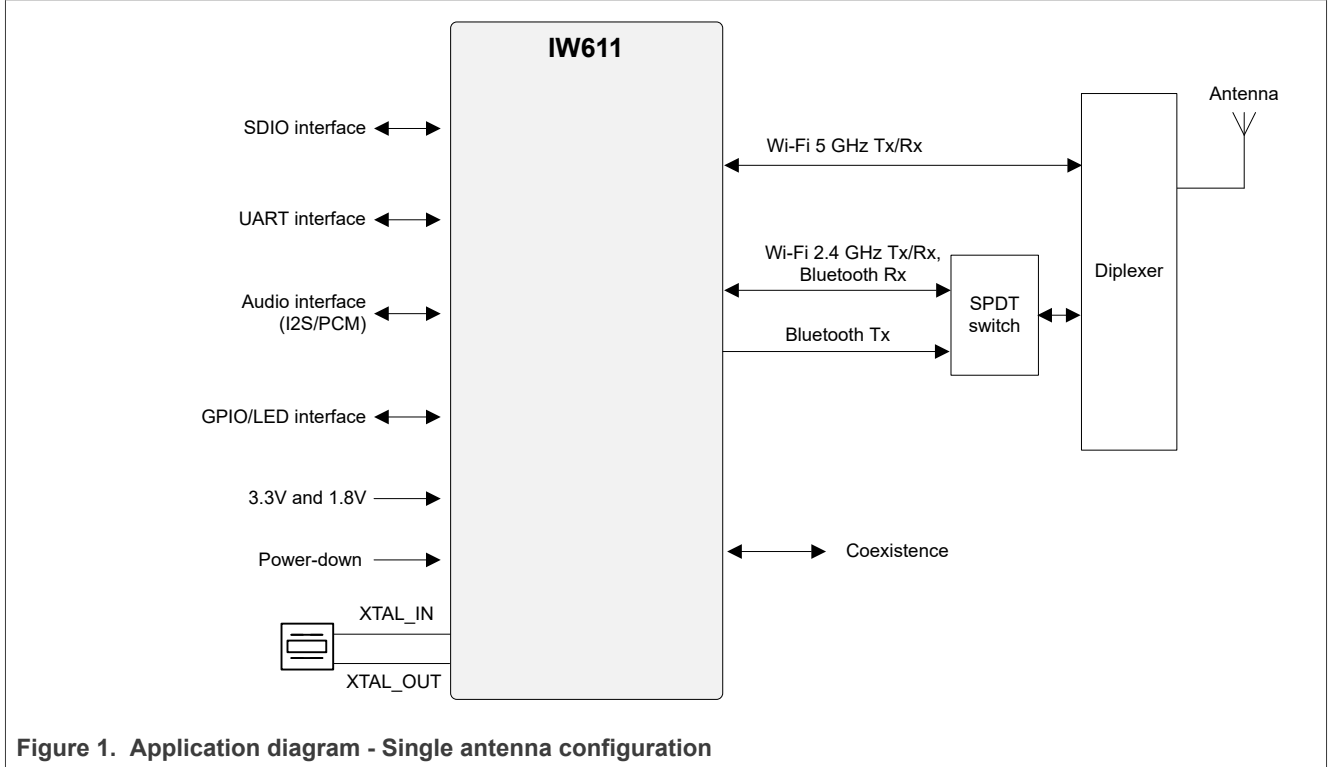 IW611
SDIO interface
UART interface
Audio interface
(I2S/PCM)
GPIO/LED interface
3.3V and 1.8V
Power-down
XTAL_IN
XTAL_OUT
Wi-Fi 5 GHz Tx/Rx
Wi-Fi 2.4 GHz Tx/Rx,
Bluetooth Rx
Bluetooth Tx
SPDT
switch
Diplexer
Antenna
Coexistence
Figure 1. Application diagram - Single antenna configuration